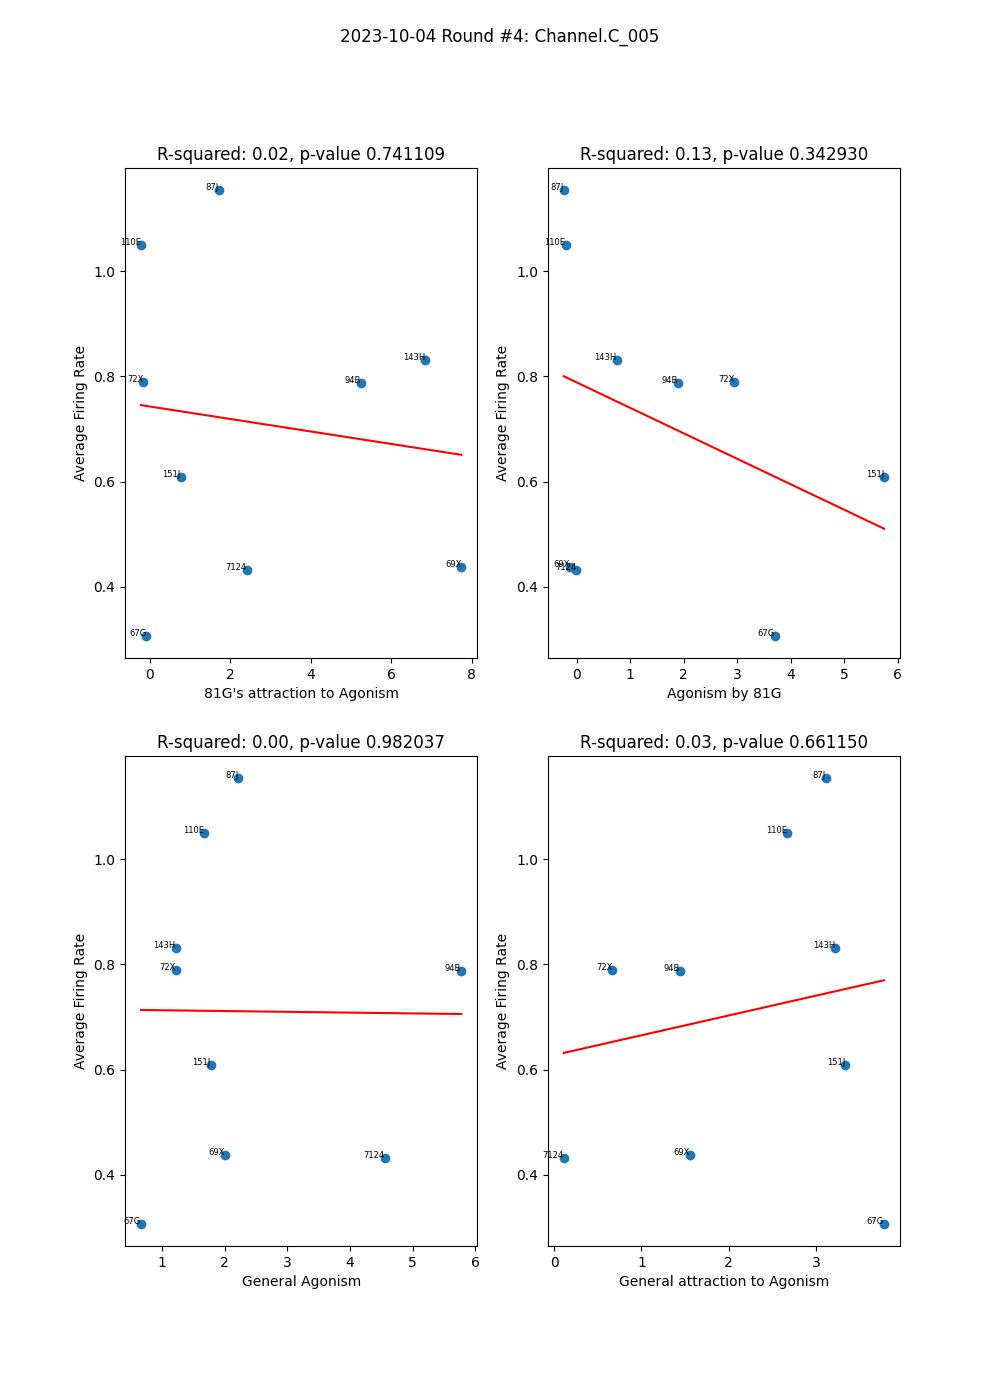 2023-10-04 Round #4: Channel.C_005
R-squared: 0.02, p-value 0.741109
87J
110E
1.0
143H
72X
94B
0.8
151J
0.6
7124
69X
0.4
67G
Average Firing Rate
0 2 4 6 8
81G's attraction to Agonism
R-squared: 0.13, p-value 0.342930
87J
110E
1.0
143H
94B
72X
0.8
151J
0.6
69X
7124
0.4
67G
Average Firing Rate
0 1 2 3 4 5 6
Agonism by 81G
R-squared: 0.00, p-value 0.982037
87J
110E
1.0
143H
72X
94B
0.8
151J
0.6
69X
7124
0.4
67G
Average Firing Rate
1 2 3 4 5 6
General Agonism
R-squared: 0.03, p-value 0.661150
87J
110E
1.0
143H
72X
94B
0.8
151J
0.6
7124
69X
0.4
67G
Average Firing Rate
0 1 2 3
General attraction to Agonism